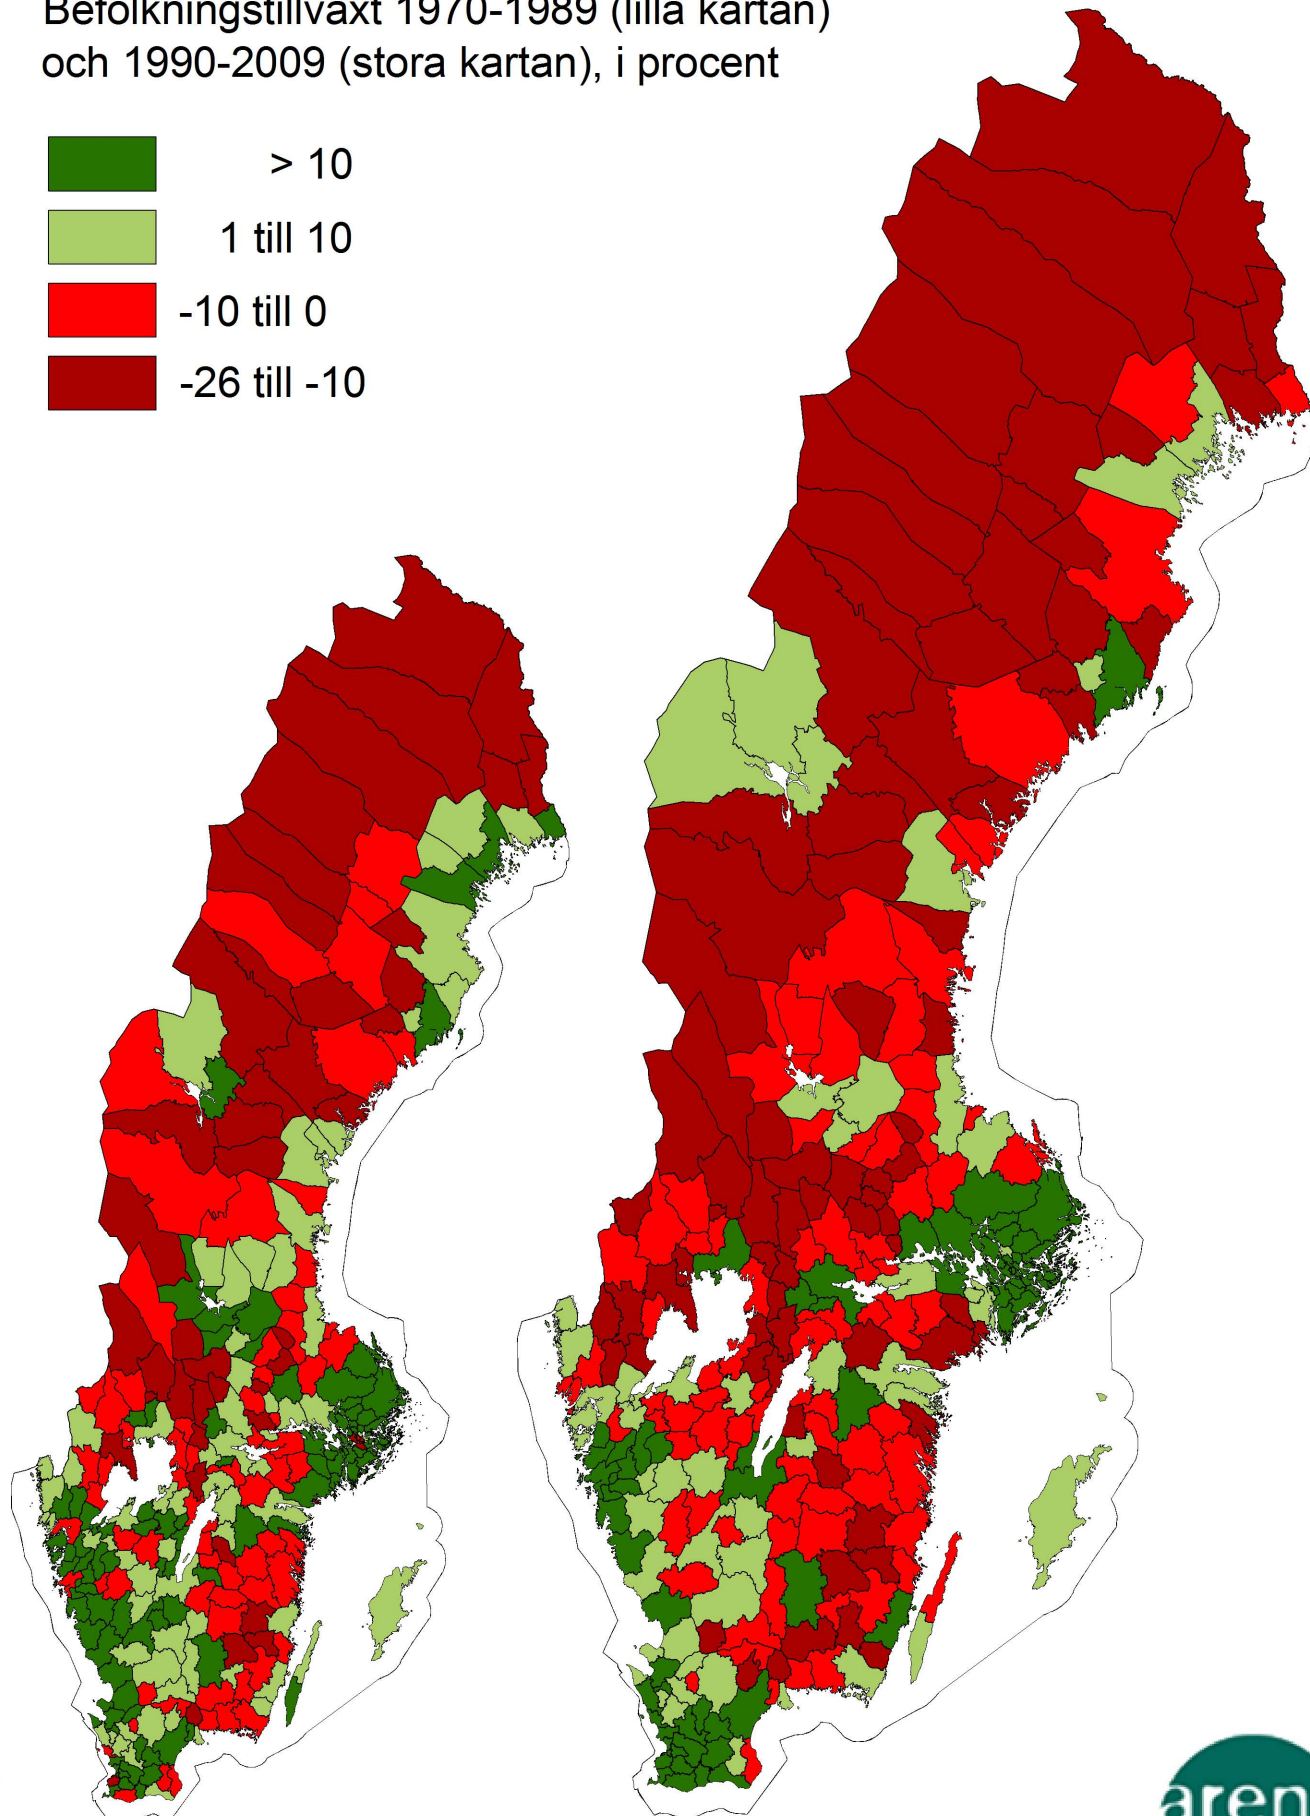 Befolkningstillväxt 1970-1989 (lilla kartan)
och 1990-2009 (stora kartan), i procent
> 10
1 till 10
-10 till 0
-26 till -10